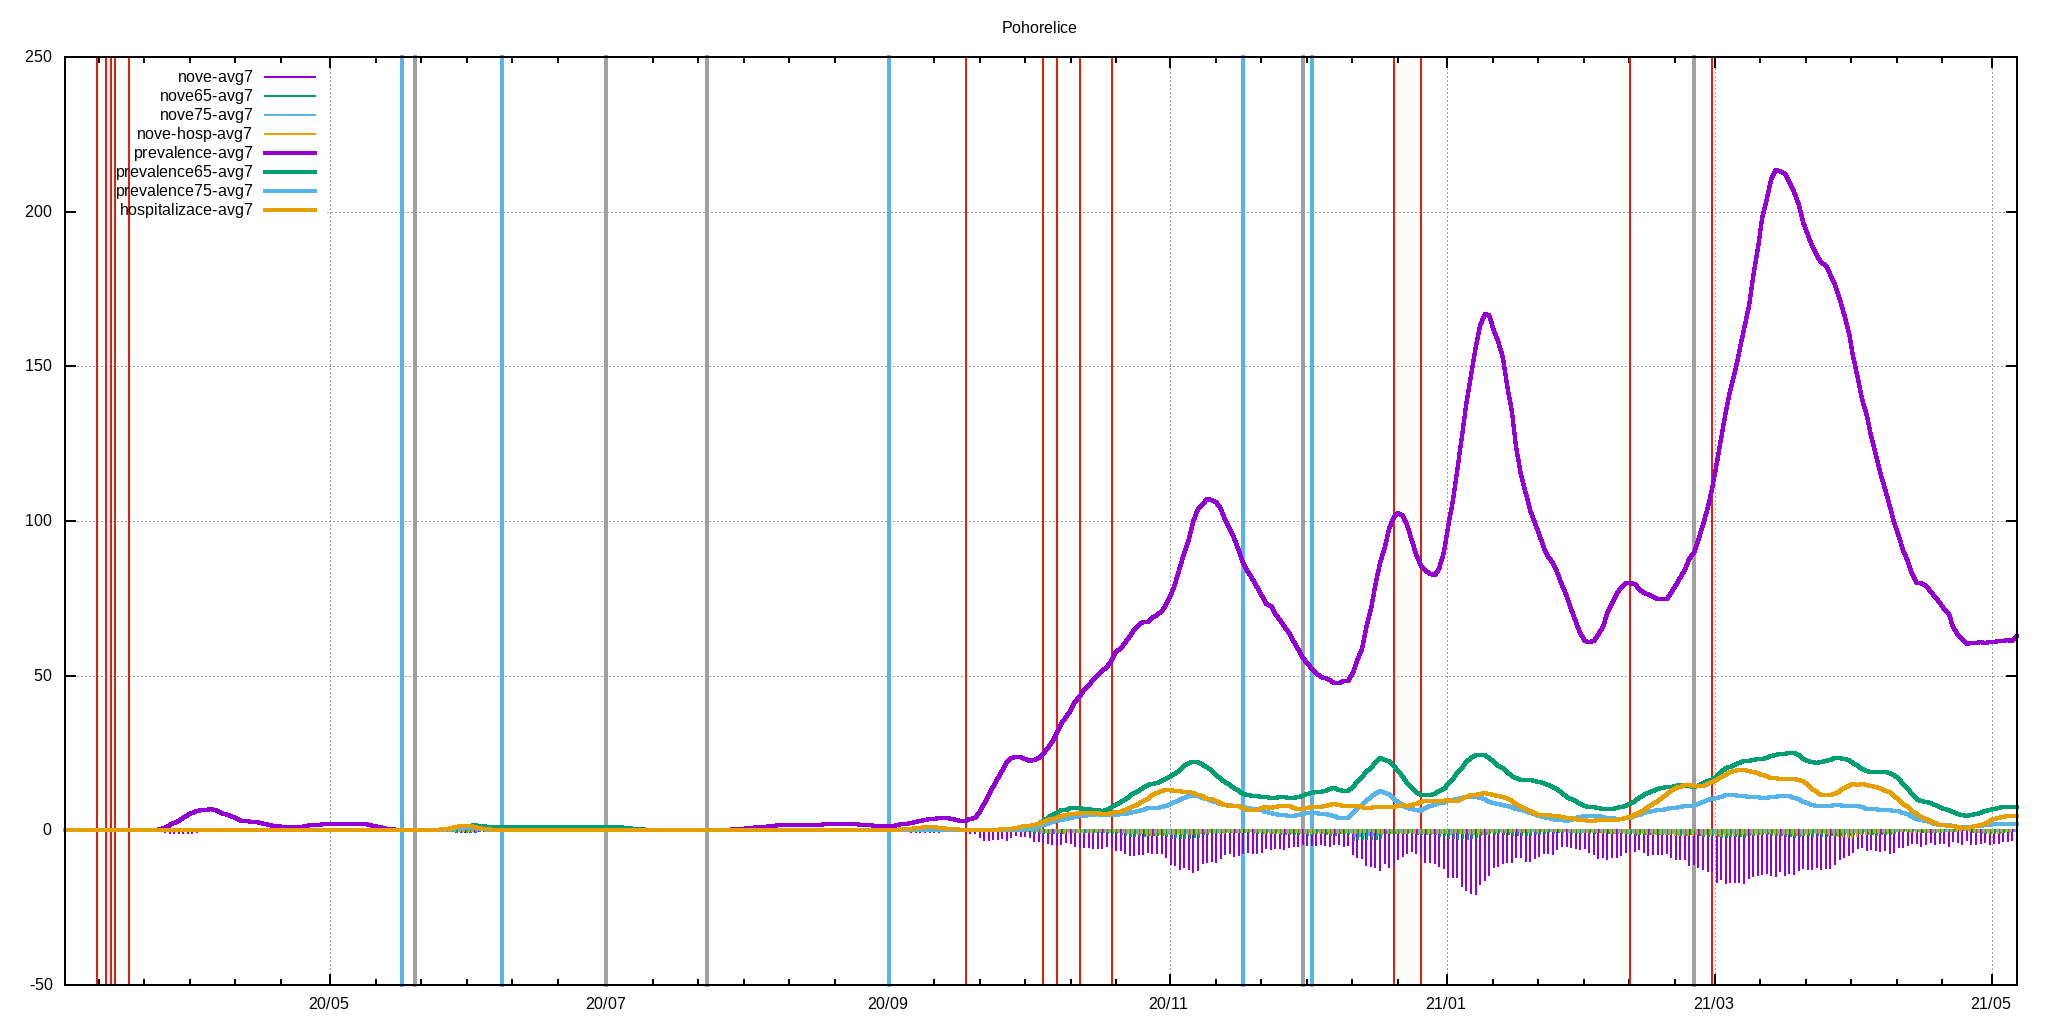 Pohorelice
250
200
150
100
50
0
-50
nove-avg7
nove65-avg7
nove75-avg7
nove-hosp-avg7
prevalence-avg7
prevalence65-avg7
prevalence75-avg7
hospitalizace-avg7
20/05 20/07 20/09 20/11 21/01 21/03 21/05